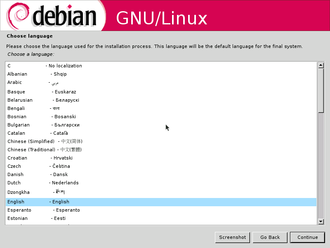 debian GNU/Linux
Choose language
Please choose the language used for the installation process. This language will be the default language for the final system.
Choose a language:
C - No localization
Albanian - Shqip
Arabic - عربي
Basque - Euskaraz
Belarusian - Беларускі
Bengali - বাংলা
Bosnian - Bosanski
Bulgarian - Български
Catalan - Català
Chinese (Simplified) - 中文(简体)
Chinese (Traditional) - 中文(繁體)
Croatian - Hrvatski
Czech - Čeština
Danish - Dansk
Dutch - Nederlands
Dzongkha - རྫོང་ཁ།
English - English
Esperanto - Esperanto
Estonian - Eesti
Screenshot Go Back Continue